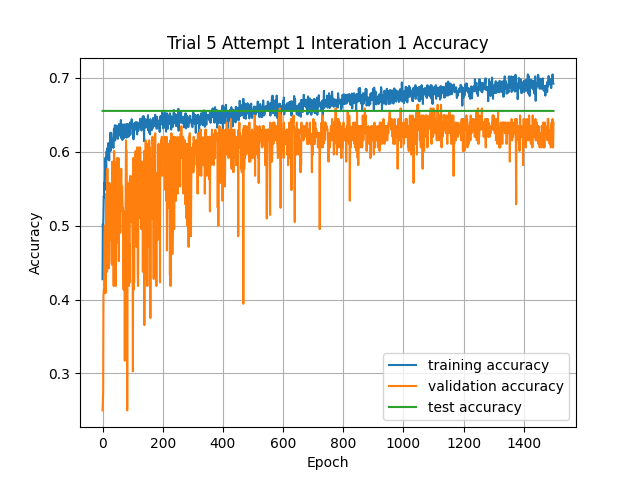 Trial 5 Attempt 1 Interation 1 Accuracy
0.7
0.6
0.5
0.4
0.3
Accuracy
0
200
400
600
800
1000
1200
1400
Epoch
training accuracy
validation accuracy
test accuracy